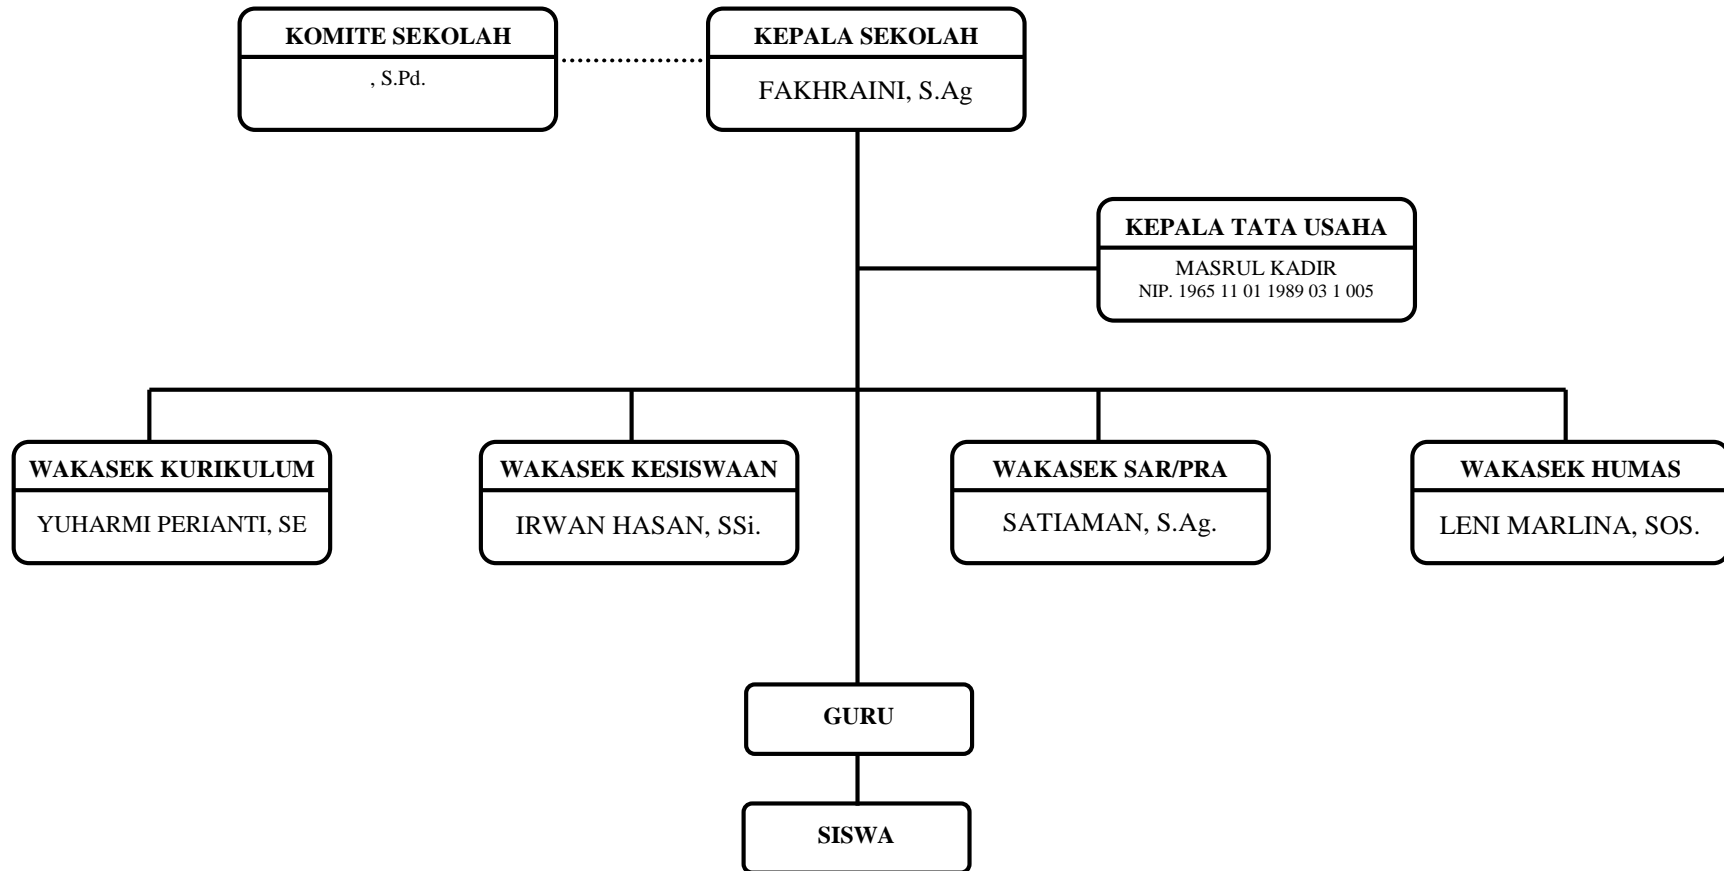 KOMITE SEKOLAH
, S.Pd.
KEPALA SEKOLAH
FAKHRAINI, S.Ag
KEPALA TATA USAHA
MASRUL KADIR
NIP. 1965 11 01 1989 03 1 005
WAKASEK KURIKULUM
YUHARMI PERIANTI, SE
WAKASEK KESISWAAN
IRWAN HASAN, SSi.
WAKASEK SAR/PRA
SATIAMAN, S.Ag.
WAKASEK HUMAS
LENI MARLINA, SOS.
GURU
SISWA